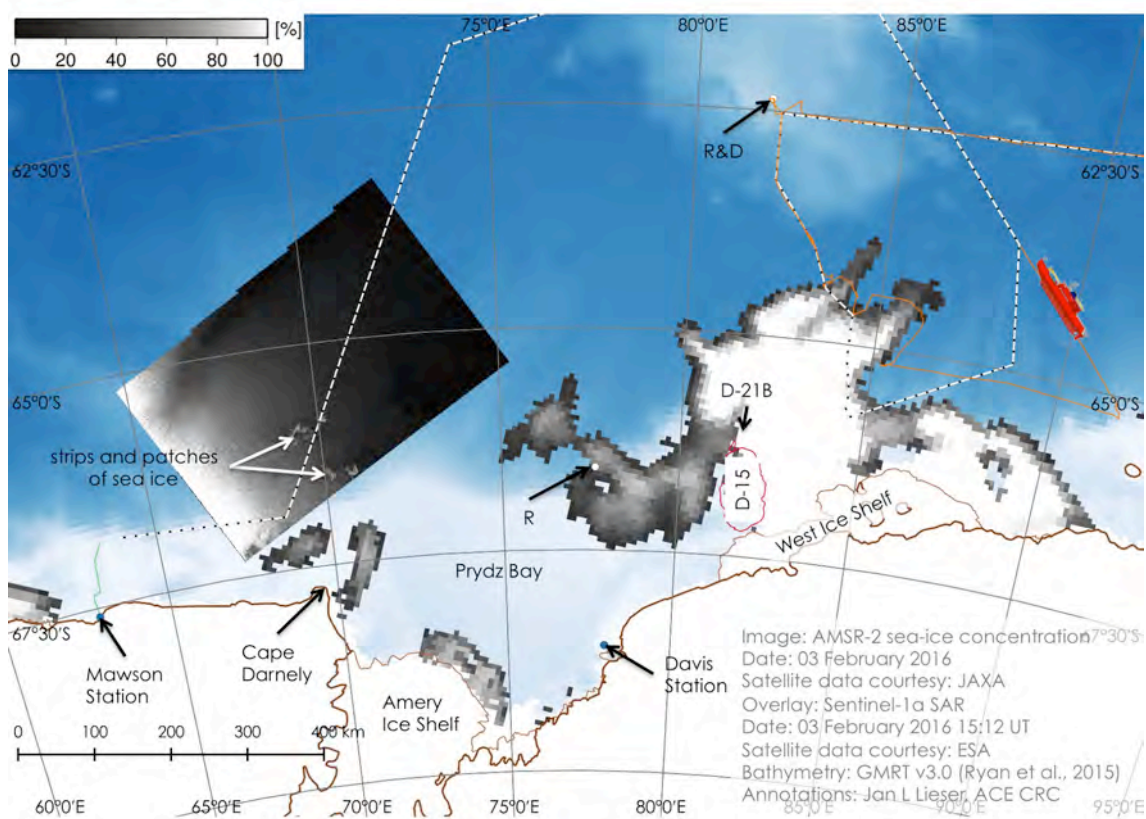 [%]
0 20 40 60 80 100
75°0'E
80°0'E
85°0'E
62°30'S
62°30'S
R&D
65°0'S
65°0'S
strips and patches
of sea ice
D-21B
D-15
R
West Ice Shelf
Prydz Bay
67°30'S
67°30'S
Mawson
Station
Cape
Darnely
Amery
Ice Shelf
Davis
Station
0 100 200 300 400 km
Image: AMSR-2 sea-ice concentration
Date: 03 February 2016
Satellite data courtesy: JAXA
Overlay: Sentinel-1a SAR
Date: 03 February 2016 15:12 UT
Satellite data courtesy: ESA
Bathymetry: GMRT v3.0 (Ryan et al., 2015)
Annotations: Jan L Lieser, ACE CRC
60°0'E
65°0'E
70°0'E
75°0'E
80°0'E
85°0'E
90°0'E
95°0'E